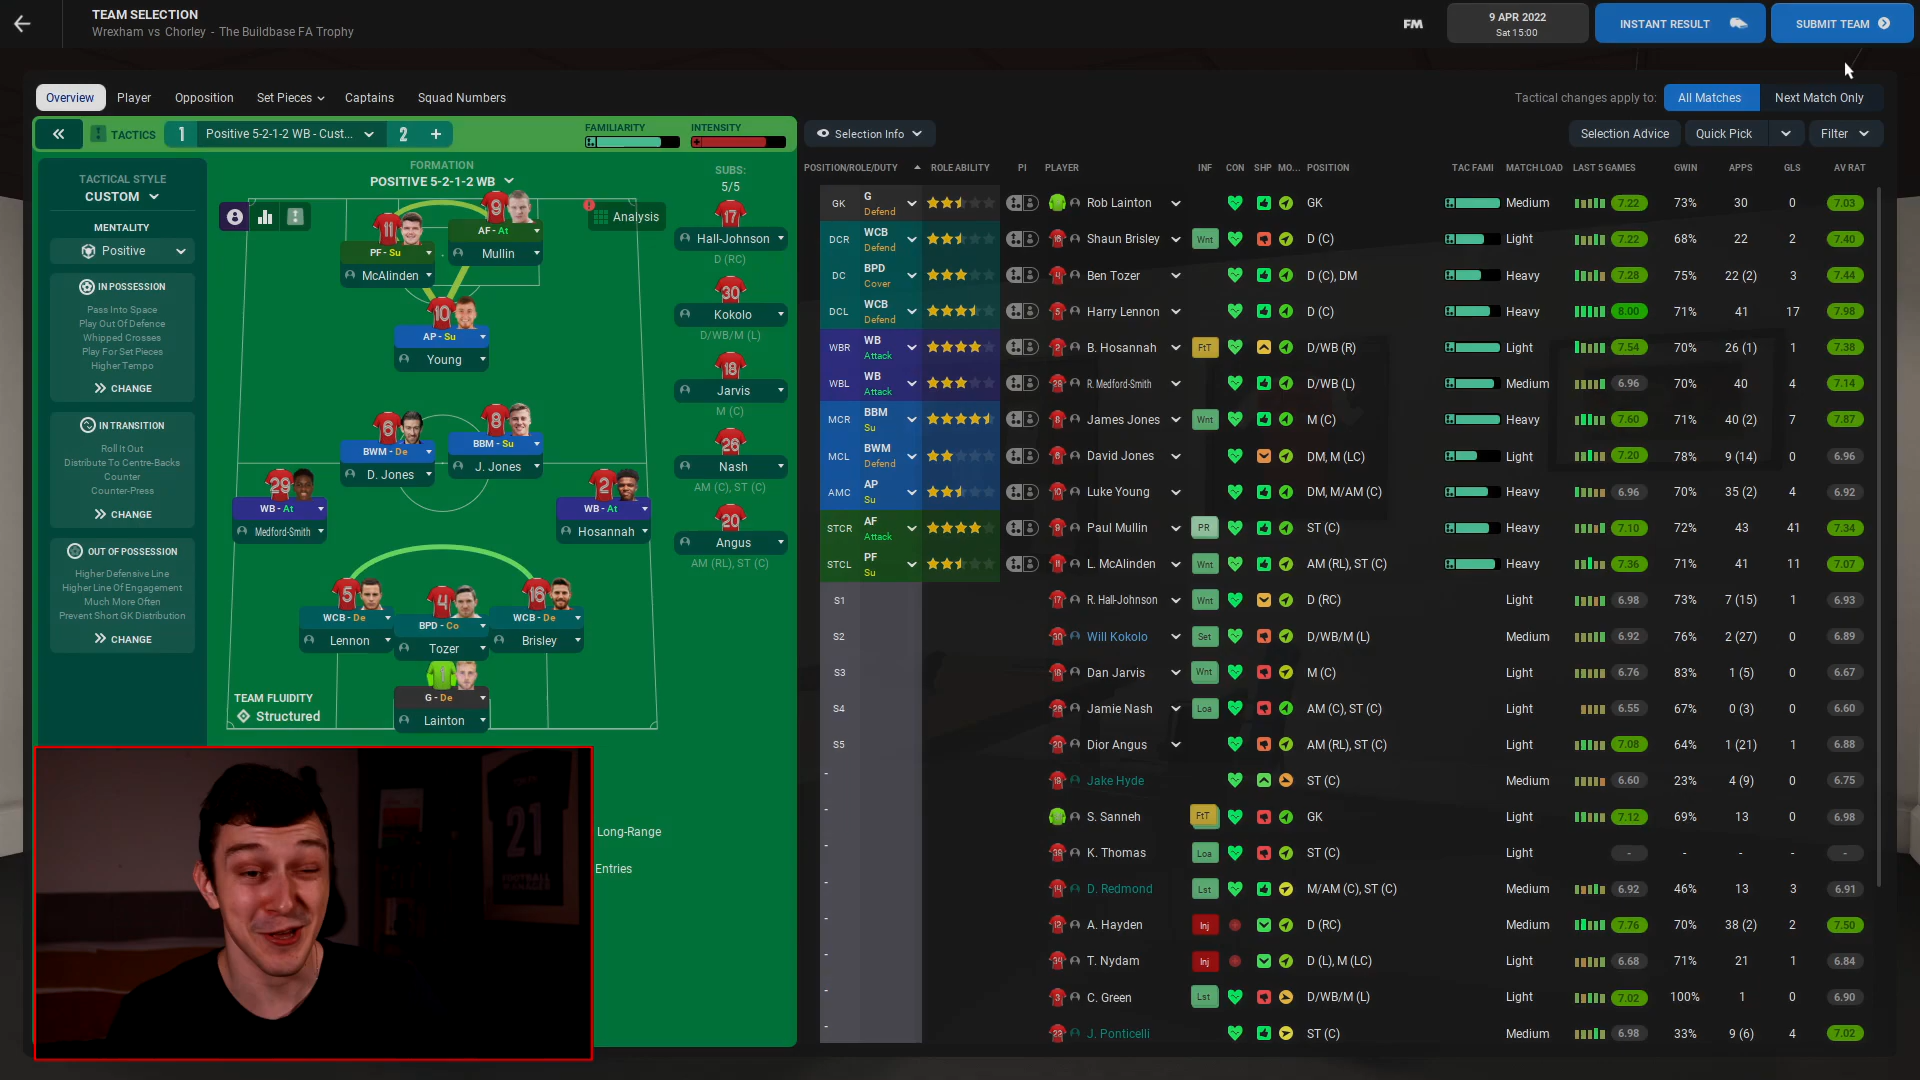 TEAM SELECTION
Wrexham vs Chorley - The Buildbase FA Trophy
FM
9 APR 2022
Sat 15:00
INSTANT RESULT
SUBMIT TEAM
Overview Player Opposition Set Pieces Captains Squad Numbers
Tactical changes apply to: All Matches Next Match Only
TACTICS 1 Positive 5-2-1-2 WB - Cust... 2 +
FAMILIARITY
INTENSITY
TACTICAL STYLE
CUSTOM
MENTALITY
Positive
IN POSSESSION
Pass Into Space
Play Out Of Defence
Whipped Crosses
Play For Set Pieces
Higher Tempo
CHANGE
IN TRANSITION
Roll It Out
Distribute To Centre-Backs
Counter
Counter-Press
CHANGE
OUT OF POSSESSION
Higher Defensive Line
Higher Line Of Engagement
Much More Often
Prevent Short GK Distribution
CHANGE
FORMATION
POSITIVE 5-2-1-2 WB
Analysis
11
PF - Su
McAlinden
9
AF - At
Mullin
10
AP - Su
Young
6
BWM - De
D. Jones
8
BBM - Su
J. Jones
29
WB - At
Medford-Smith
2
WB - At
Hosannah
5
WCB - De
Lennon
4
BPD - Co
Tozer
16
WCB - De
Brisley
1
G - De
Lainton
TEAM FLUIDITY
Structured
SUBS:
5/5
17
Hall-Johnson
D (RC)
30
Kokolo
D/WB/M (L)
18
Jarvis
M (C)
26
Nash
AM (C), ST (C)
20
Angus
AM (RL), ST (C)
Long-Range
Entries
21
FOOTBALL
MANAGER
Selection Info
Selection Advice Quick Pick Filter
POSITION/ROLE/DUTY ROLE ABILITY PI PLAYER INF CON SHP MO... POSITION TAC FAMI MATCH LOAD LAST 5 GAMES GWIN APPS GLS AV RAT
GK G Defend Rob Lainton GK Medium 7.22 73% 30 0 7.03
DCR WCB Defend Shaun Brisley Wnt D (C) Light 7.22 68% 22 2 7.40
DC BPD Cover Ben Tozer D (C), DM Heavy 7.28 75% 22 (2) 3 7.44
DCL WCB Defend Harry Lennon D (C) Heavy 8.00 71% 41 17 7.98
WBR WB Attack B. Hosannah FtT D/WB (R) Light 7.54 70% 26 (1) 1 7.38
WBL WB Attack R. Medford-Smith D/WB (L) Medium 6.96 70% 40 4 7.14
MCR BBM Su James Jones Wnt M (C) Heavy 7.60 71% 40 (2) 7 7.87
MCL BWM Defend David Jones DM, M (LC) Light 7.20 78% 9 (14) 0 6.96
AMC AP Su Luke Young DM, M/AM (C) Heavy 6.96 70% 35 (2) 4 6.92
STCR AF Attack Paul Mullin PR ST (C) Heavy 7.10 72% 43 41 7.34
STCL PF Su L. McAlinden Wnt AM (RL), ST (C) Heavy 7.36 71% 41 11 7.07
S1 R. Hall-Johnson Wnt D (RC) Light 6.98 73% 7 (15) 1 6.93
S2 Will Kokolo Set D/WB/M (L) Medium 6.92 76% 2 (27) 0 6.89
S3 Dan Jarvis Wnt M (C) Light 6.76 83% 1 (5) 0 6.67
S4 Jamie Nash Loa AM (C), ST (C) Light 6.55 67% 0 (3) 0 6.60
S5 Dior Angus AM (RL), ST (C) Light 7.08 64% 1 (21) 1 6.88
- Jake Hyde ST (C) Medium 6.60 23% 4 (9) 0 6.75
- S. Sanneh FtT GK Light 7.12 69% 13 0 6.98
- K. Thomas Loa ST (C) Light - - - - -
- D. Redmond Lst M/AM (C), ST (C) Medium 6.92 46% 13 3 6.91
- A. Hayden Inj D (RC) Medium 7.76 70% 38 (2) 2 7.50
- T. Nydam Inj D (L), M (LC) Light 6.68 71% 21 1 6.84
- C. Green Lst D/WB/M (L) Light 7.02 100% 1 0 6.90
- J. Ponticelli ST (C) Medium 6.98 33% 9 (6) 4 7.02